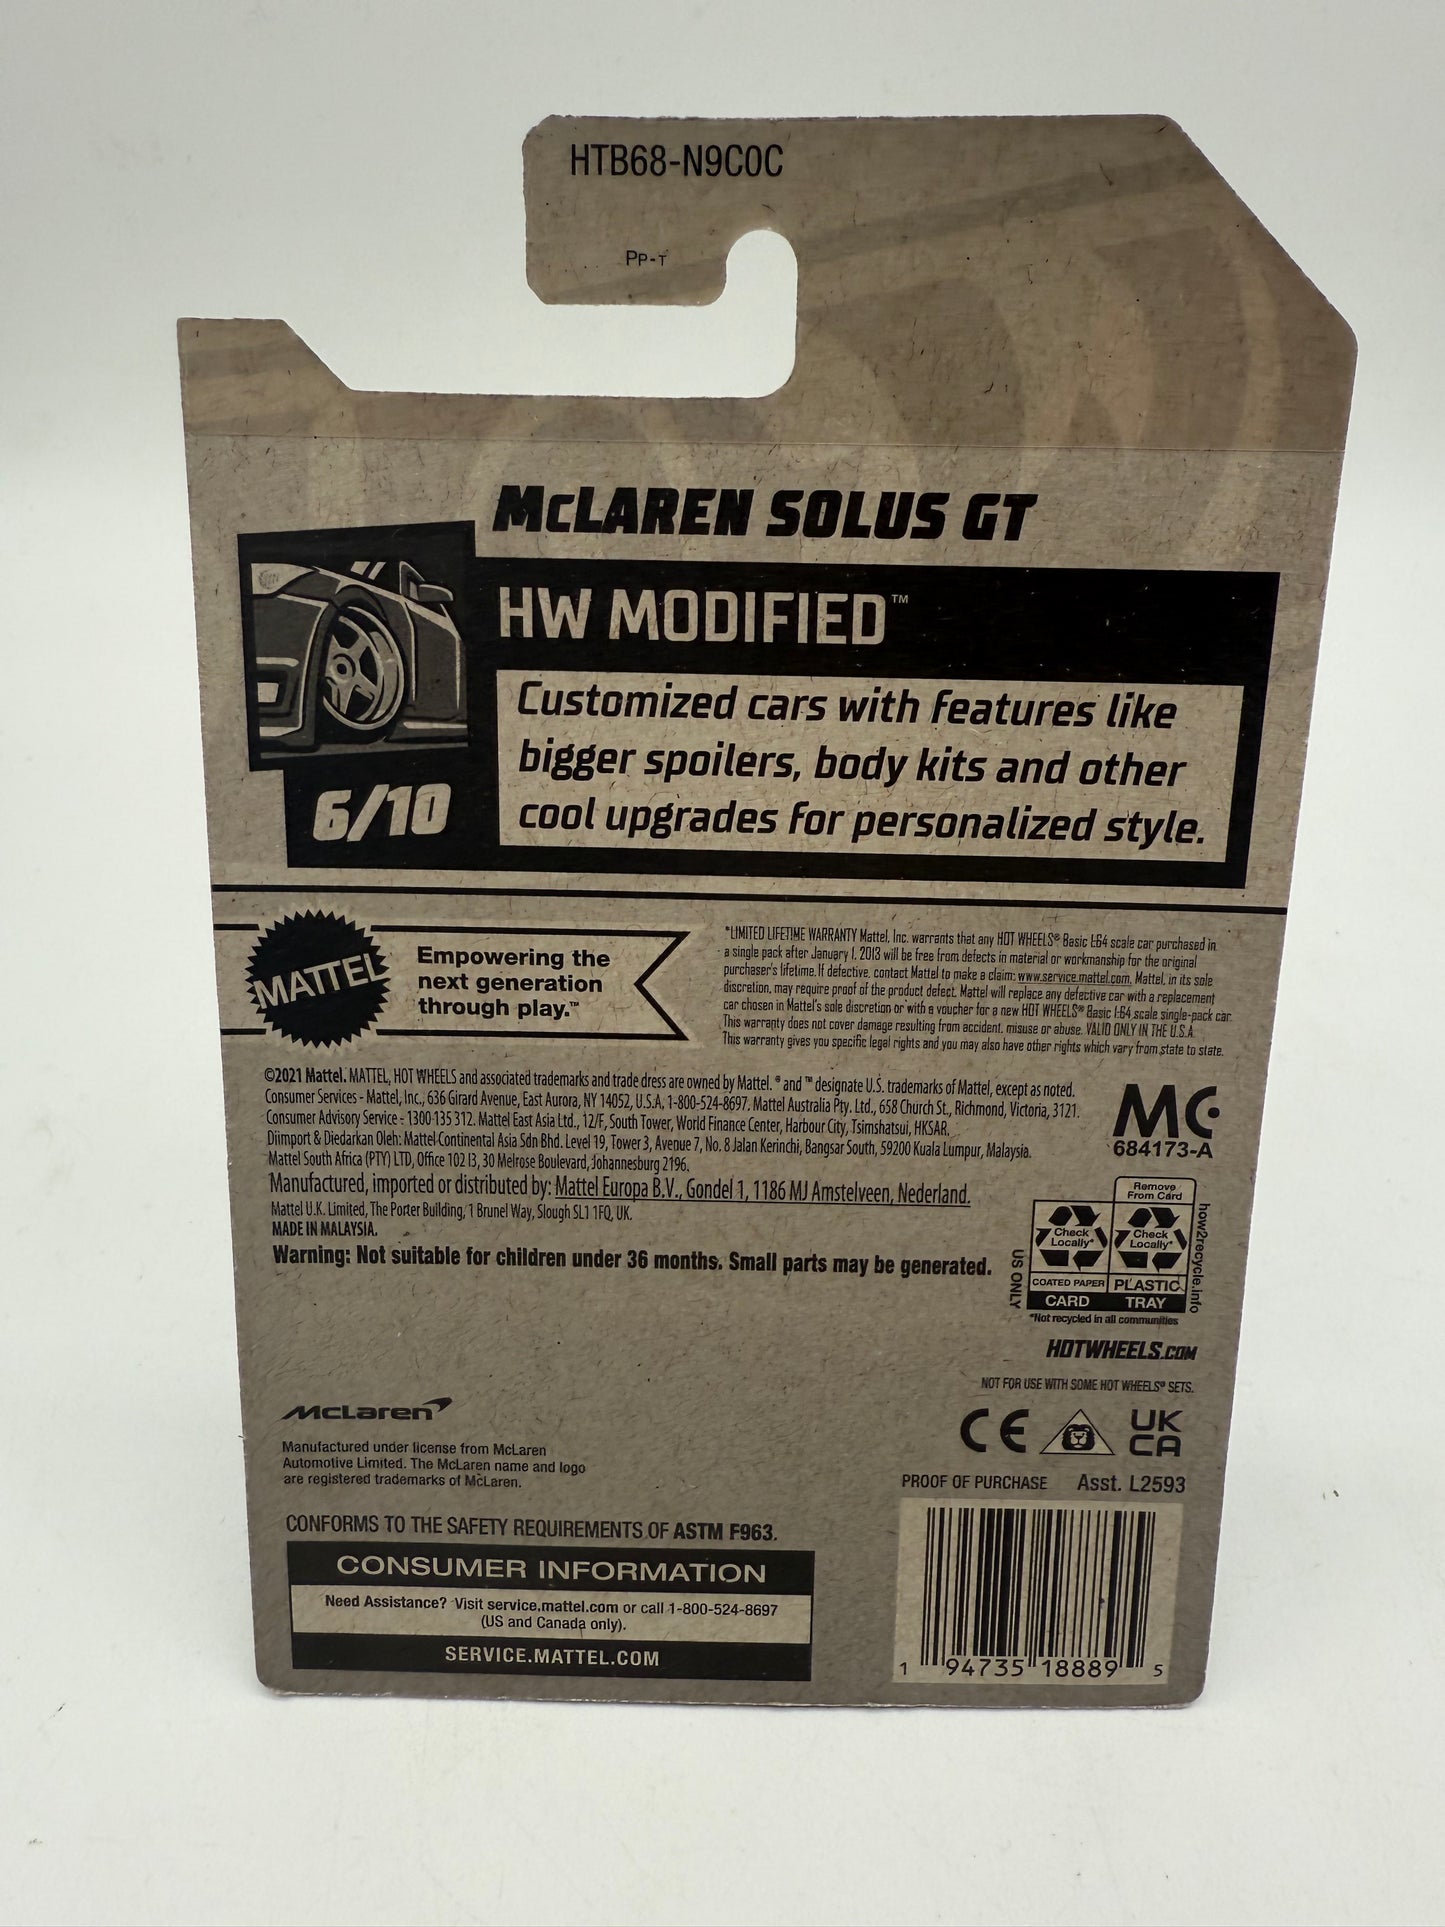 HTB68-N9C0C
PP-T
McLAREN SOLUS GT
HW MODIFIED™
Customized cars with features like
bigger spoilers, body kits and other
cool upgrades for personalized style.
6/10
MATTEL
Empowering the
next generation
through play.™
*LIMITED LIFETIME WARRANTY Mattel, Inc. warrants that any HOT WHEELS® Basic 1:64 scale car purchased in
a single pack after January 1, 2013 will be free from defects in material or workmanship for the original
purchaser's lifetime. If defective, contact Mattel to make a claim: www.service.mattel.com. Mattel, in its sole
discretion, may require proof of the product defect. Mattel will replace any defective car with a replacement
car chosen in Mattel's sole discretion or with a voucher for a new HOT WHEELS® Basic 1:64 scale single-pack car.
This warranty does not cover damage resulting from accident, misuse or abuse. VALID ONLY IN THE U.S.A.
This warranty gives you specific legal rights and you may also have other rights which vary from state to state.
©2021 Mattel. MATTEL, HOT WHEELS and associated trademarks and trade dress are owned by Mattel. ® and ™ designate U.S. trademarks of Mattel, except as noted.
Consumer Services - Mattel, Inc., 636 Girard Avenue, East Aurora, NY 14052, U.S.A. 1-800-524-8697. Mattel Australia Pty. Ltd., 658 Church St., Richmond, Victoria, 3121.
Consumer Advisory Service - 1300 135 312. Mattel East Asia Ltd., 12/F, South Tower, World Finance Center, Harbour City, Tsimshatsui, HKSAR.
Diimport & Diedarkan Oleh: Mattel Continental Asia Sdn Bhd. Level 19, Tower 3, Avenue 7, No. 8 Jalan Kerinchi, Bangsar South, 59200 Kuala Lumpur, Malaysia.
Mattel South Africa (PTY) LTD, Office 102 I3, 30 Melrose Boulevard, Johannesburg 2196.
Manufactured, imported or distributed by: Mattel Europa B.V., Gondel 1, 1186 MJ Amstelveen, Nederland.
Mattel U.K. Limited, The Porter Building, 1 Brunel Way, Slough SL1 1FQ, UK.
MADE IN MALAYSIA.
Warning: Not suitable for children under 36 months. Small parts may be generated.
MC
684173-A
Remove
From Card
Check
Locally*
Check
Locally*
COATED PAPER
PLASTIC
CARD
TRAY
US ONLY
how2recycle.info
*Not recycled in all communities
HOTWHEELS.COM
NOT FOR USE WITH SOME HOT WHEELS® SETS.
CE
UK
CA
McLaren
Manufactured under license from McLaren
Automotive Limited. The McLaren name and logo
are registered trademarks of McLaren.
PROOF OF PURCHASE Asst. L2593
CONFORMS TO THE SAFETY REQUIREMENTS OF ASTM F963.
CONSUMER INFORMATION
Need Assistance? Visit service.mattel.com or call 1-800-524-8697
(US and Canada only).
SERVICE.MATTEL.COM
1 94735 18889 5